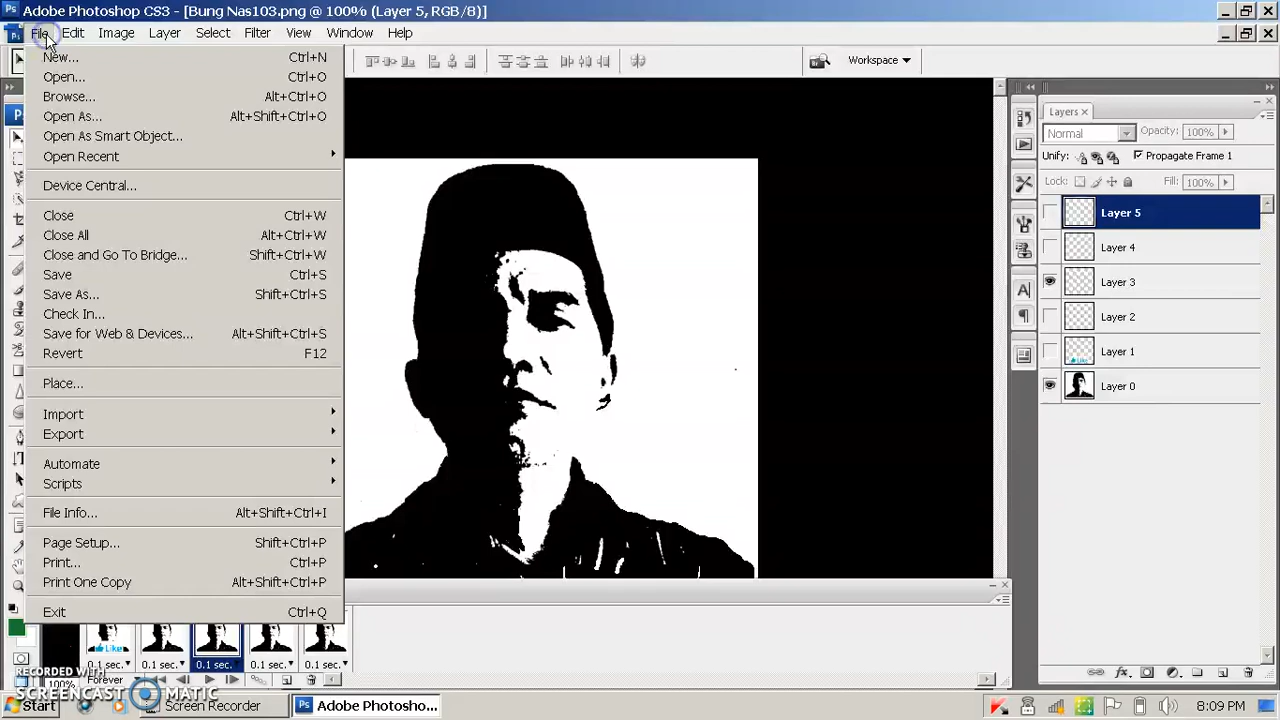 Ps Adobe Photoshop CS3 - [Bung Nas103.png @ 100% (Layer 5, RGB/8)]
File Edit Image Layer Select Filter View Window Help
Workspace
New... Ctrl+N
Open... Ctrl+O
Browse... Alt+Ctrl+O
Open As... Alt+Shift+Ctrl+O
Open As Smart Object...
Open Recent
Device Central...
Close Ctrl+W
Close All Alt+Ctrl+W
Close and Go To Bridge... Shift+Ctrl+W
Save Ctrl+S
Save As... Shift+Ctrl+S
Check In...
Save for Web & Devices... Alt+Shift+Ctrl+S
Revert F12
Place...
Import
Export
Automate
Scripts
File Info... Alt+Shift+Ctrl+I
Page Setup... Shift+Ctrl+P
Print... Ctrl+P
Print One Copy Alt+Shift+Ctrl+P
Exit Ctrl+Q
Layers ×
Normal Opacity: 100%
Unify: Propagate Frame 1
Lock: Fill: 100%
Layer 5
Layer 4
Layer 3
Layer 2
Like Layer 1
Layer 0
Like
0.1 sec. 0.1 sec. 0.1 sec. 0.1 sec. 0.1 sec.
Forever
100%
RECORDED WITH
SCREENCAST MATIC
Start Screen Recorder Ps Adobe Photosho... 8:09 PM